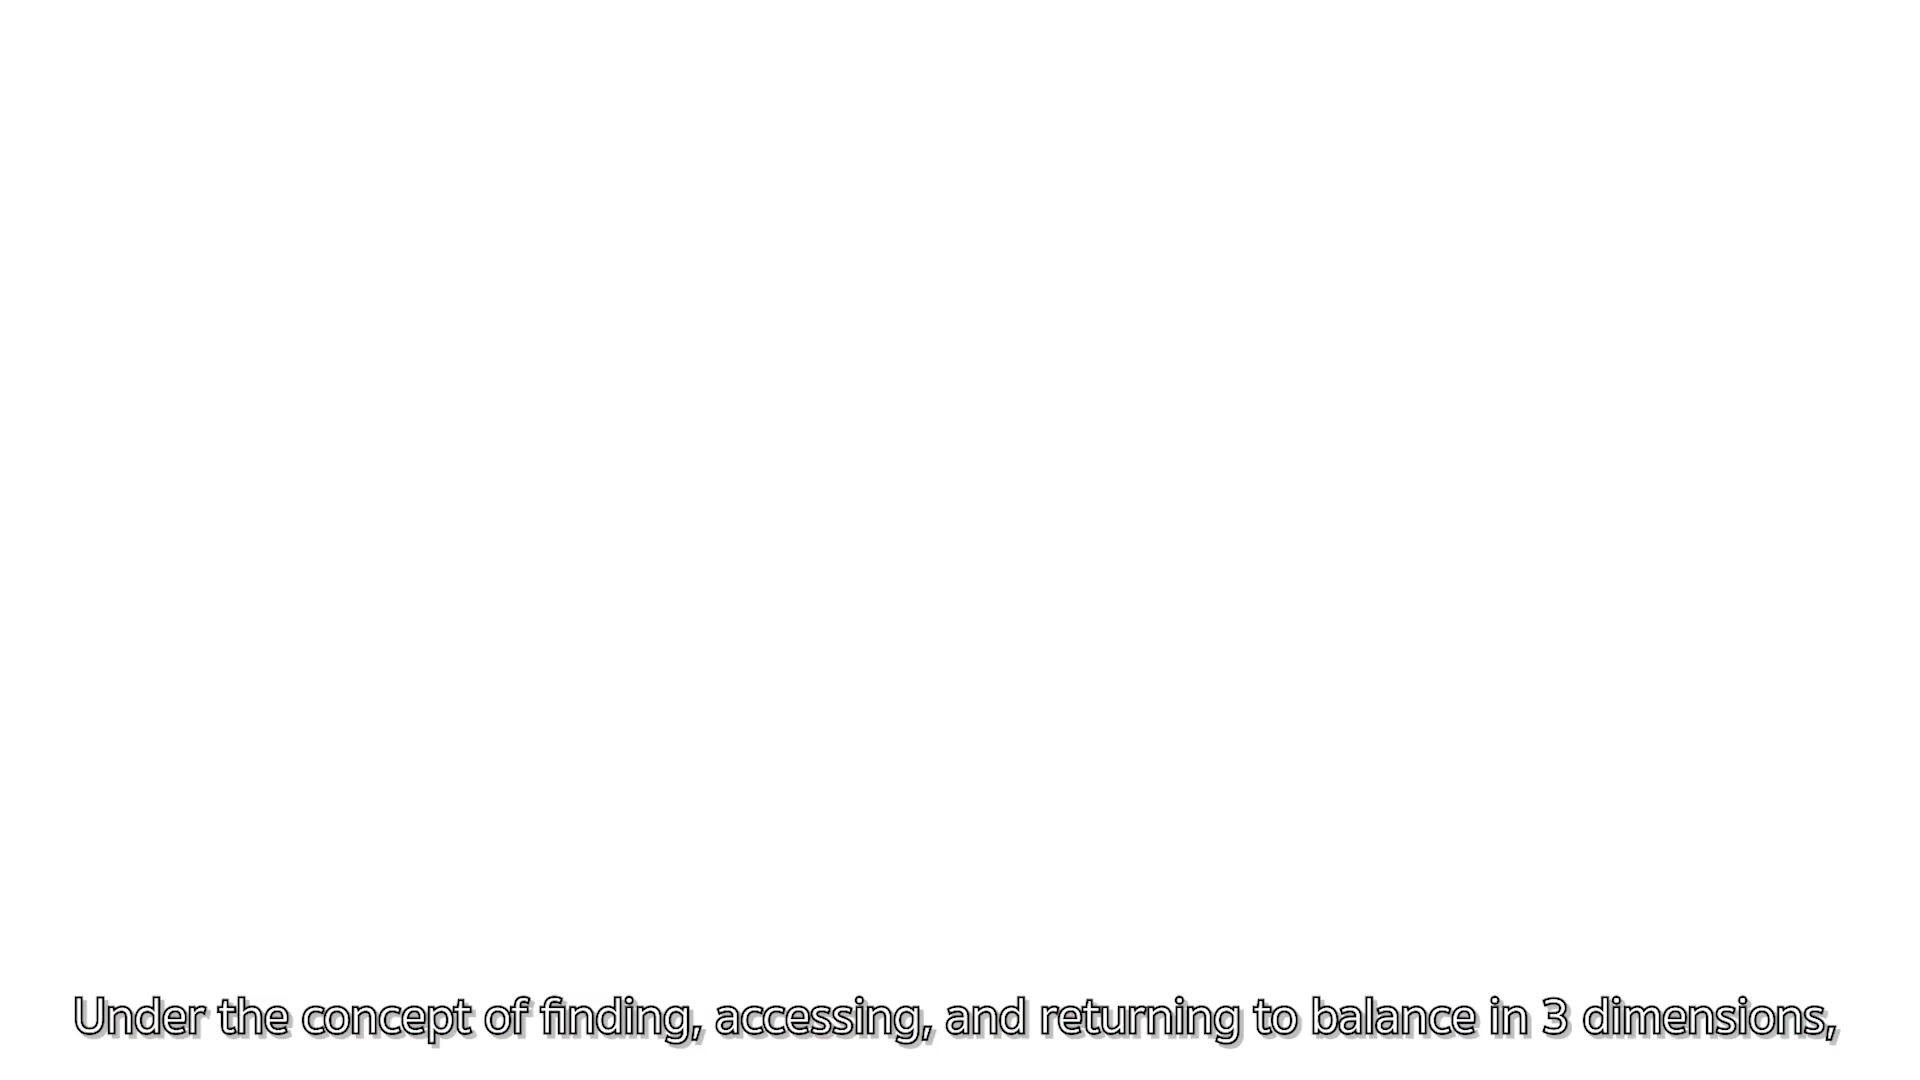 Under the concept of finding, accessing, and returning to balance in 3 dimensions,